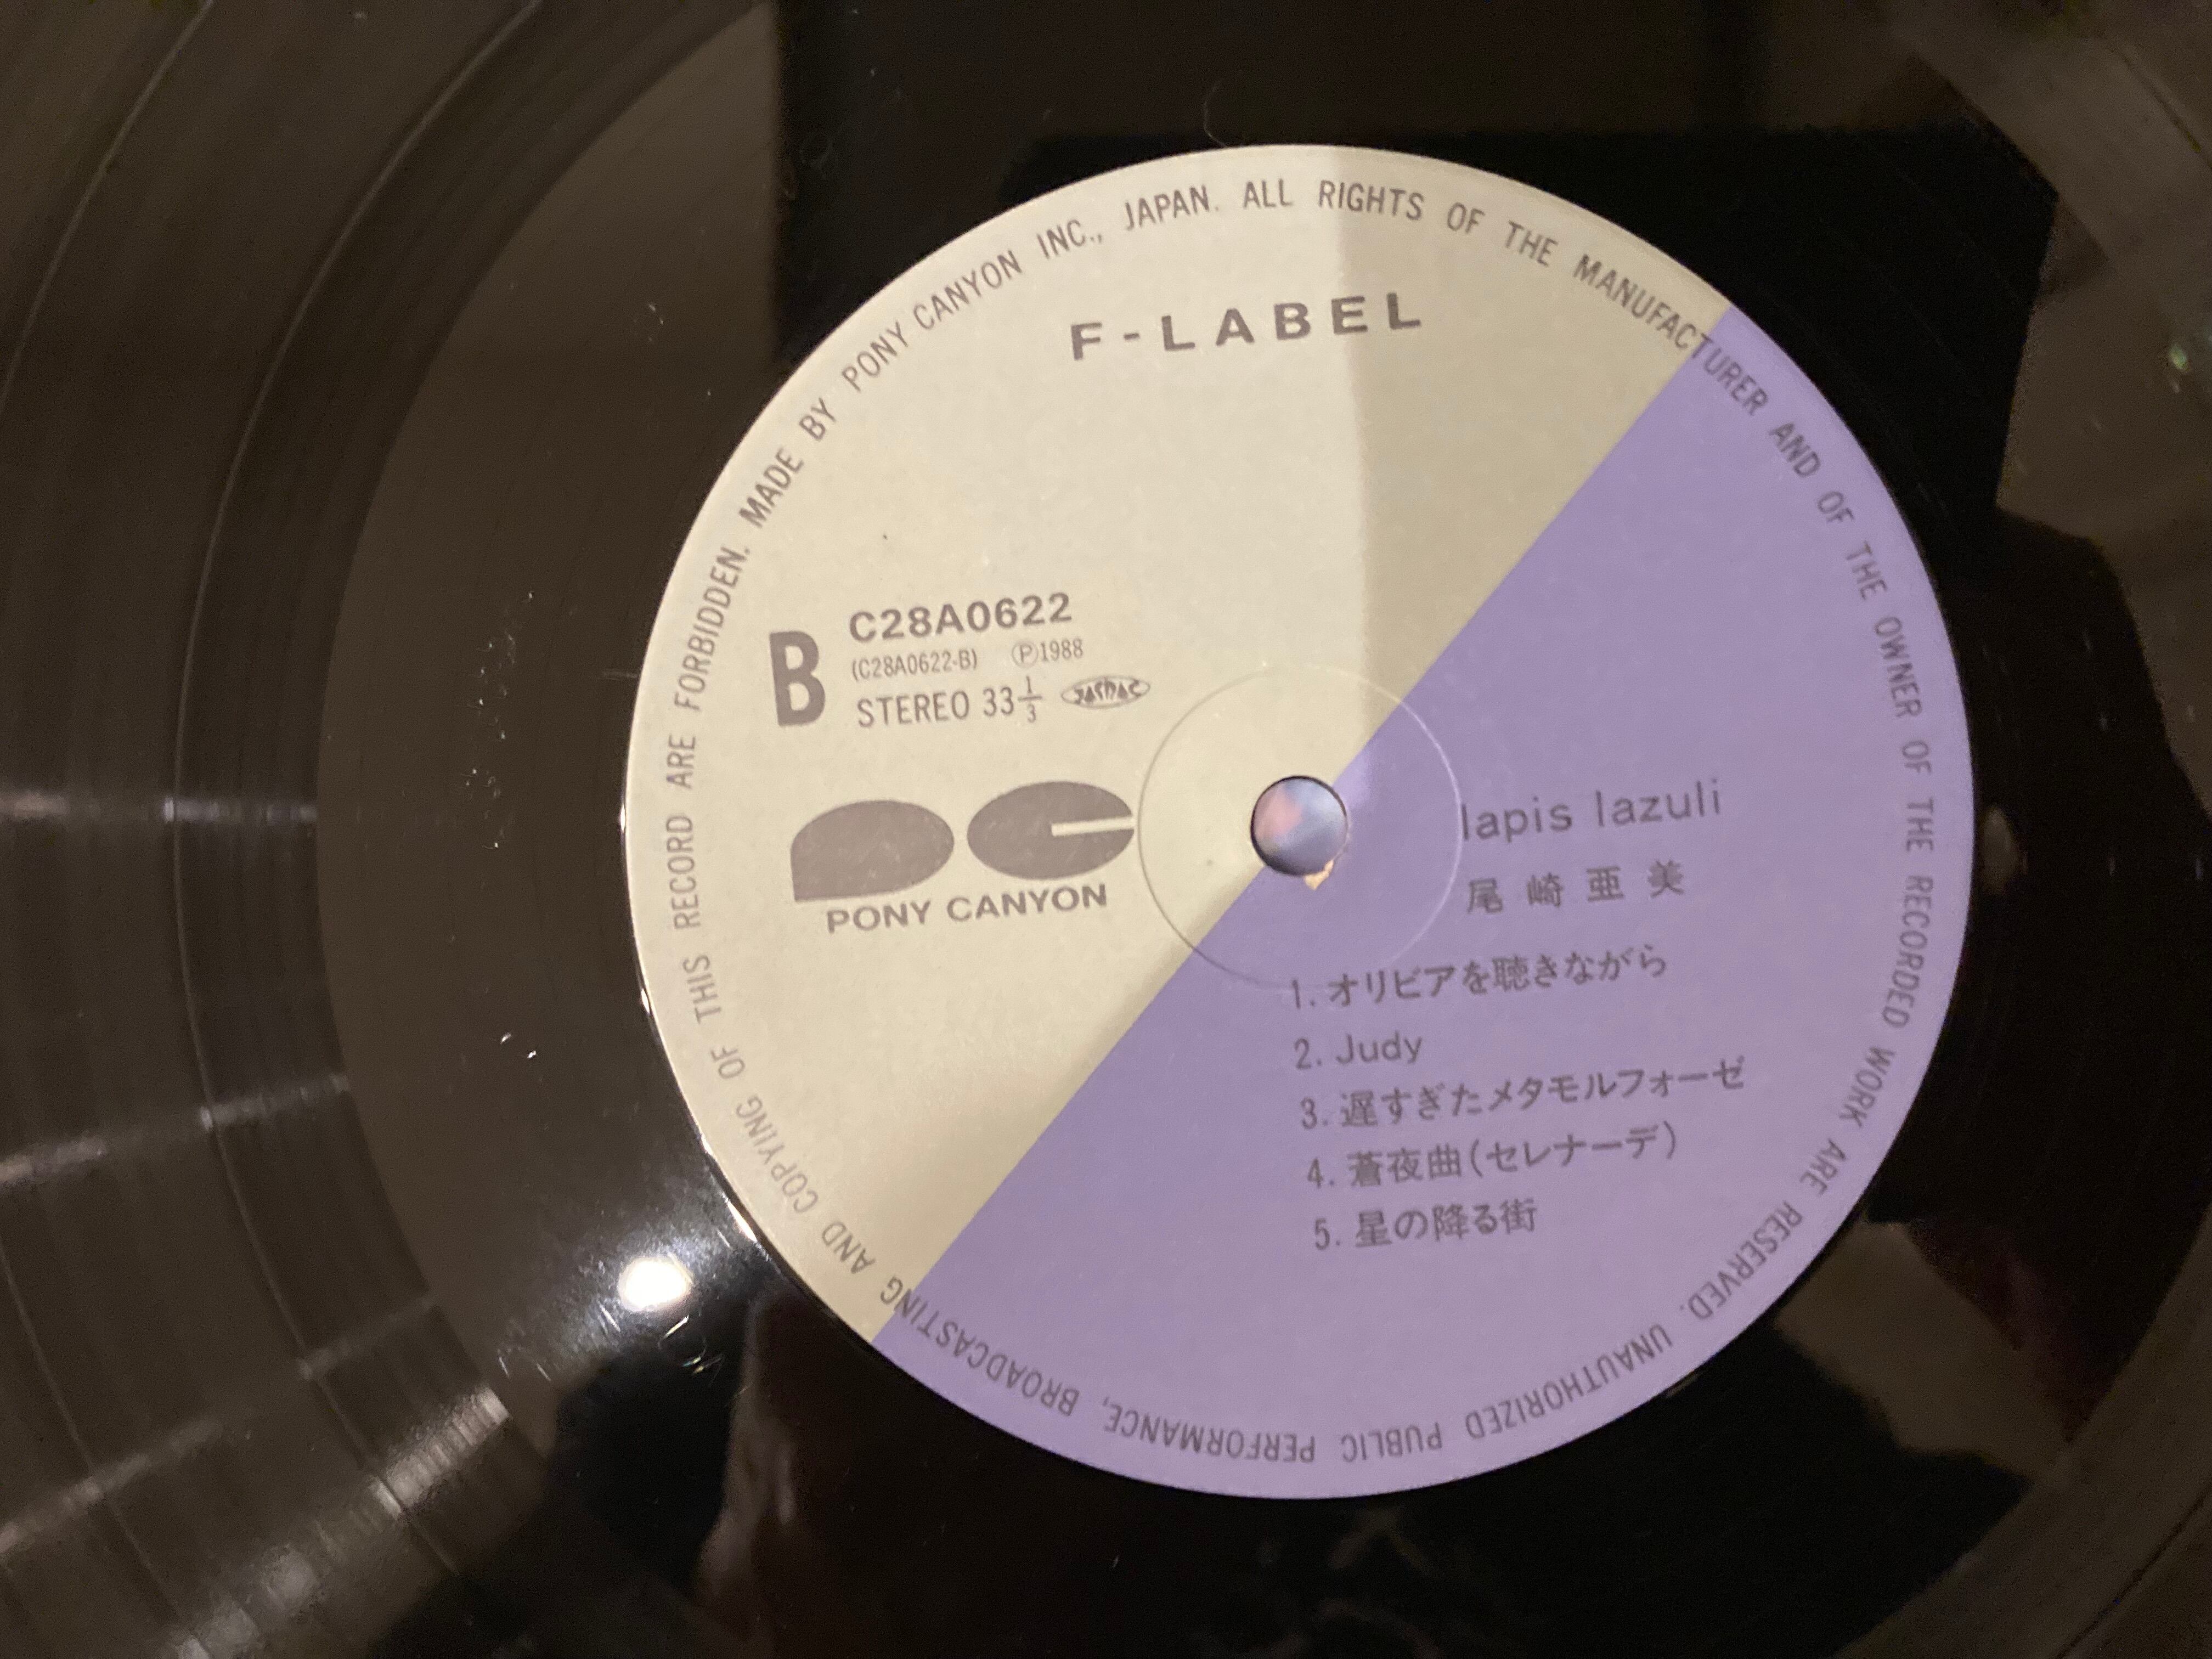 F-LABEL
B
C28A0622
(C28A0622-B) Ⓟ1988
STEREO 33 1/3
JASRAC
PONY CANYON
lapis lazuli
尾崎亜美
1. オリビアを聴きながら
2. Judy
3. 遅すぎたメタモルフォーゼ
4. 蒼夜曲(セレナーデ)
5. 星の降る街
MADE BY PONY CANYON INC., JAPAN. ALL RIGHTS OF THE MANUFACTURER AND OF THE OWNER OF THE RECORDED WORK ARE RESERVED. UNAUTHORIZED PUBLIC PERFORMANCE, BROADCASTING AND COPYING OF THIS RECORD ARE FORBIDDEN.